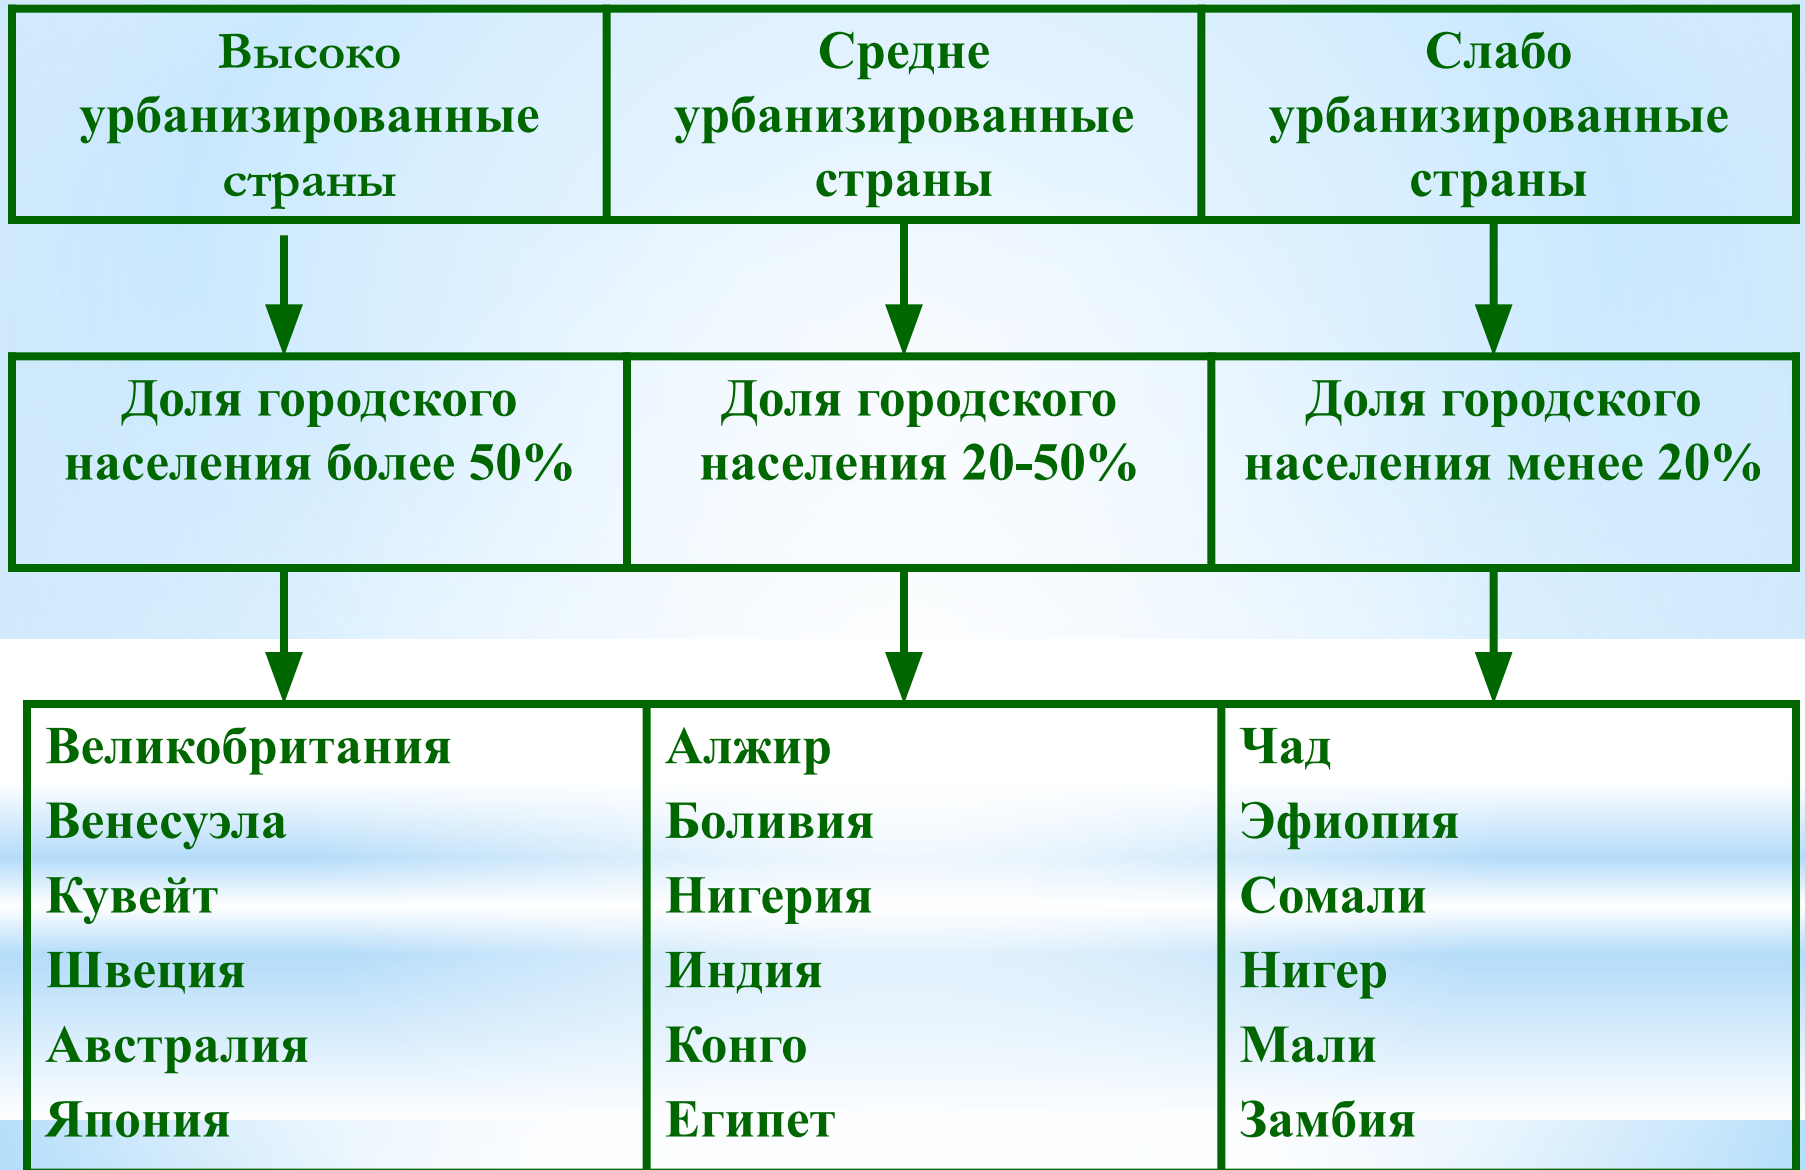 Высоко
урбанизированные
страны
Средне
урбанизированные
страны
Слабо
урбанизированные
страны
Доля городского
населения более 50%
Доля городского
населения 20-50%
Доля городского
населения менее 20%
Великобритания
Венесуэла
Кувейт
Швеция
Австралия
Япония
Алжир
Боливия
Нигерия
Индия
Конго
Египет
Чад
Эфиопия
Сомали
Нигер
Мали
Замбия